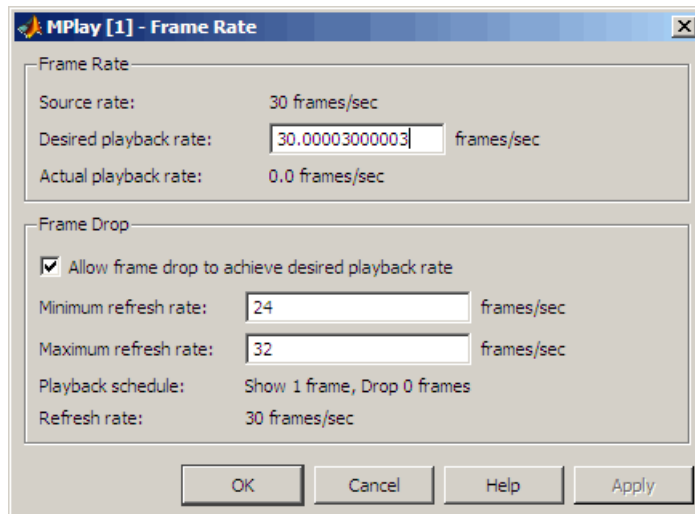 MPlay [1] - Frame Rate
Frame Rate
Source rate: 30 frames/sec
Desired playback rate: 30.00003000003 frames/sec
Actual playback rate: 0.0 frames/sec
Frame Drop
Allow frame drop to achieve desired playback rate
Minimum refresh rate: 24 frames/sec
Maximum refresh rate: 32 frames/sec
Playback schedule: Show 1 frame, Drop 0 frames
Refresh rate: 30 frames/sec
OK Cancel Help Apply